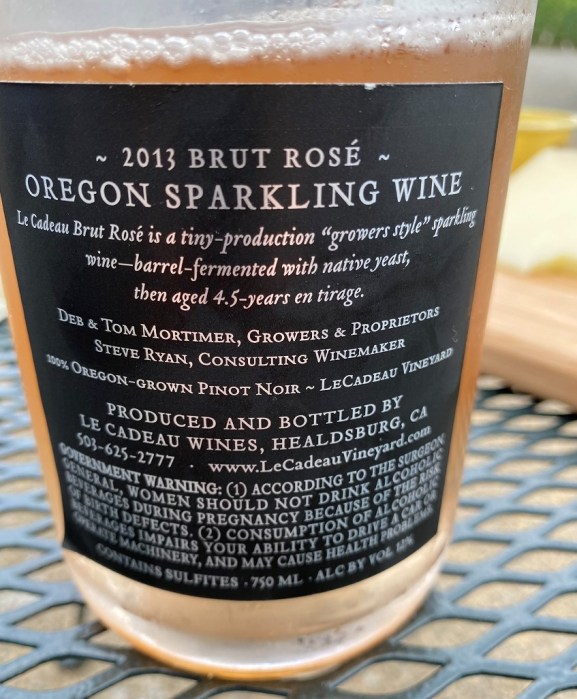 ~ 2013 BRUT ROSÉ ~
OREGON SPARKLING WINE
Le Cadeau Brut Rosé is a tiny-production "growers style" sparkling
wine—barrel-fermented with native yeast,
then aged 4.5-years en tirage.
DEB & TOM MORTIMER, GROWERS & PROPRIETORS
STEVE RYAN, CONSULTING WINEMAKER
100% OREGON-GROWN PINOT NOIR ~ LECADEAU VINEYARD
PRODUCED AND BOTTLED BY
LE CADEAU WINES, HEALDSBURG, CA
503-625-2777 · www.LeCadeauVineyard.com
GOVERNMENT WARNING: (1) ACCORDING TO THE SURGEON
GENERAL, WOMEN SHOULD NOT DRINK ALCOHOLIC
BEVERAGES DURING PREGNANCY BECAUSE OF THE RISK
OF BIRTH DEFECTS. (2) CONSUMPTION OF ALCOHOLIC
BEVERAGES IMPAIRS YOUR ABILITY TO DRIVE A CAR OR
OPERATE MACHINERY, AND MAY CAUSE HEALTH PROBLEMS.
CONTAINS SULFITES · 750 ML · ALC BY VOL 12%